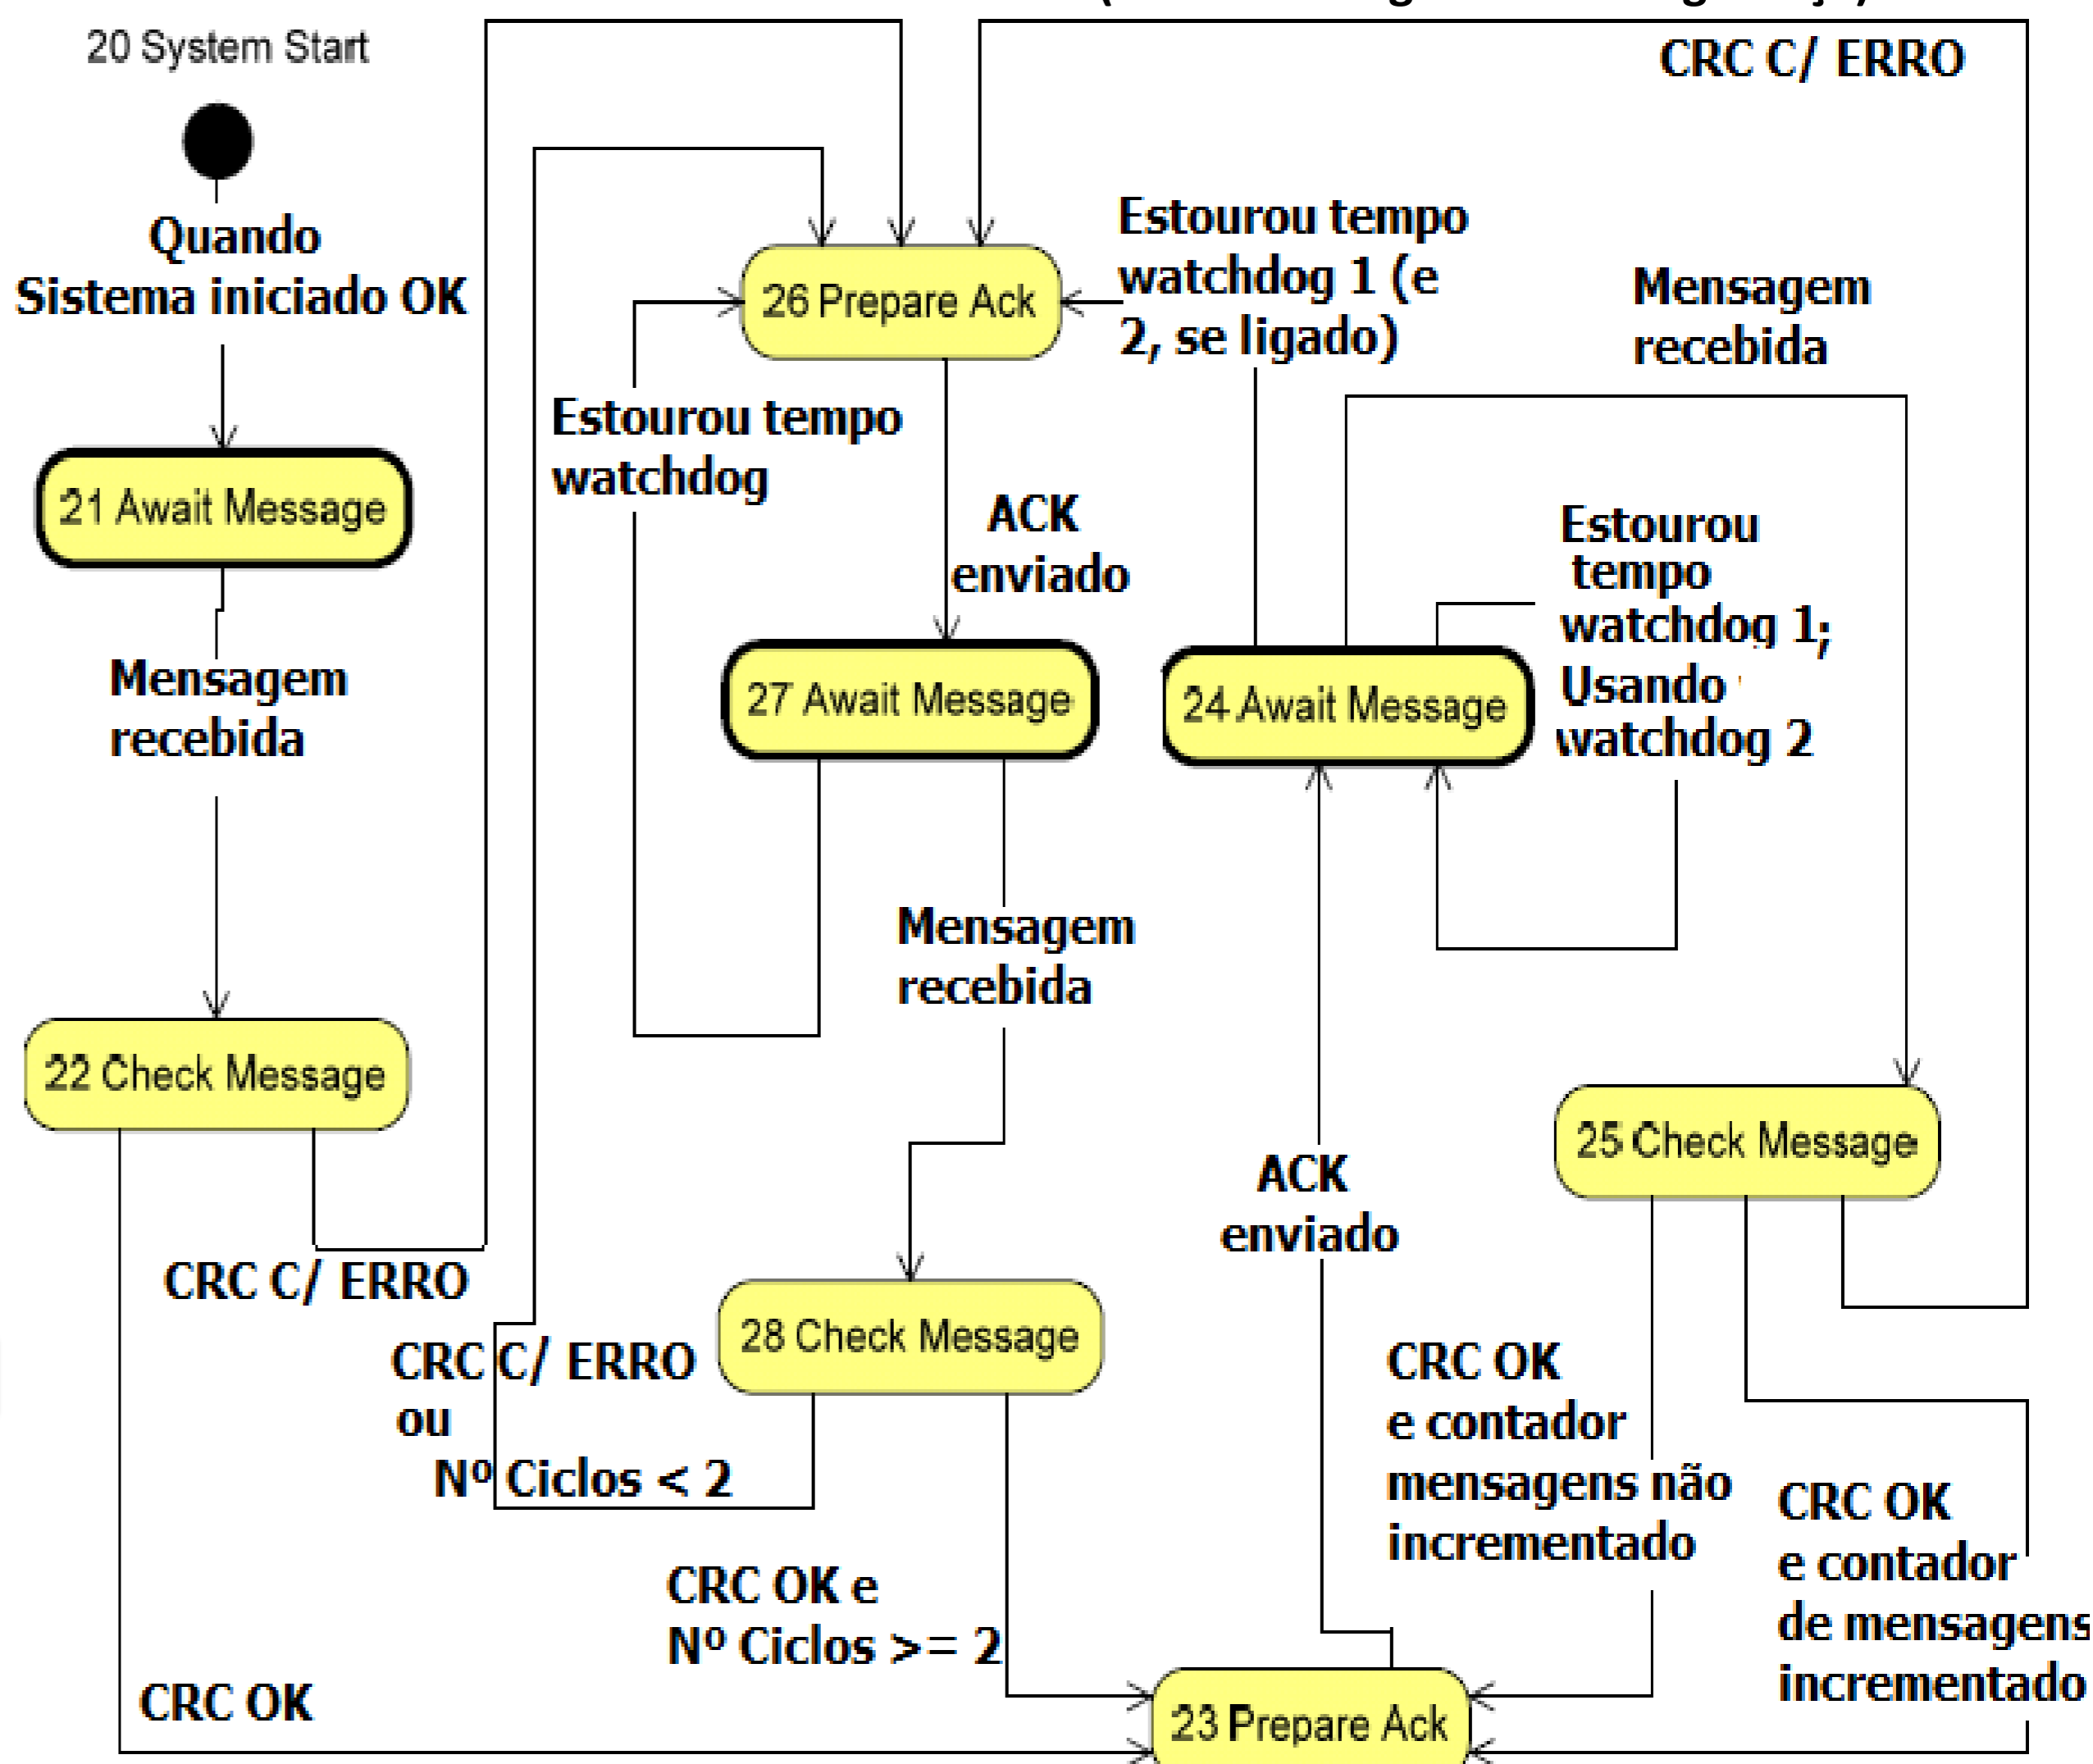 20 System Start
CRC C/ ERRO
Quando
Sistema iniciado OK
Estourou tempo
watchdog 1 (e
2, se ligado)
26 Prepare Ack
Mensagem
recebida
Estourou tempo
watchdog
21 Await Message
ACK
enviado
Estourou
tempo
watchdog 1;
Usando
watchdog 2
Mensagem
recebida
27 Await Message
24 Await Message
Mensagem
recebida
22 Check Message
25 Check Message
ACK
enviado
CRC C/ ERRO
28 Check Message
CRC C/ ERRO
ou
Nº Ciclos < 2
CRC OK
e contador
mensagens não
incrementado
CRC OK
e contador
de mensagens
incrementado
CRC OK e
Nº Ciclos >= 2
CRC OK
23 Prepare Ack